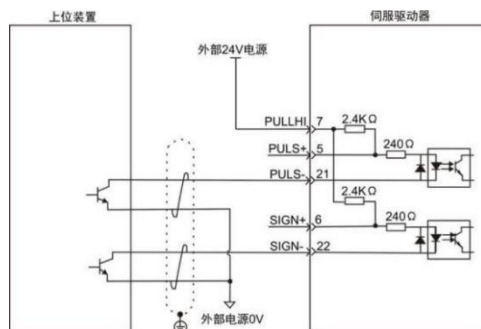 上位装置
伺服驱动器
外部24V电源
PULLHI 7
2.4KΩ
240Ω
PULS+ 5
PULS- 21
2.4KΩ
240Ω
SIGN+ 6
SIGN- 22
外部电源0V